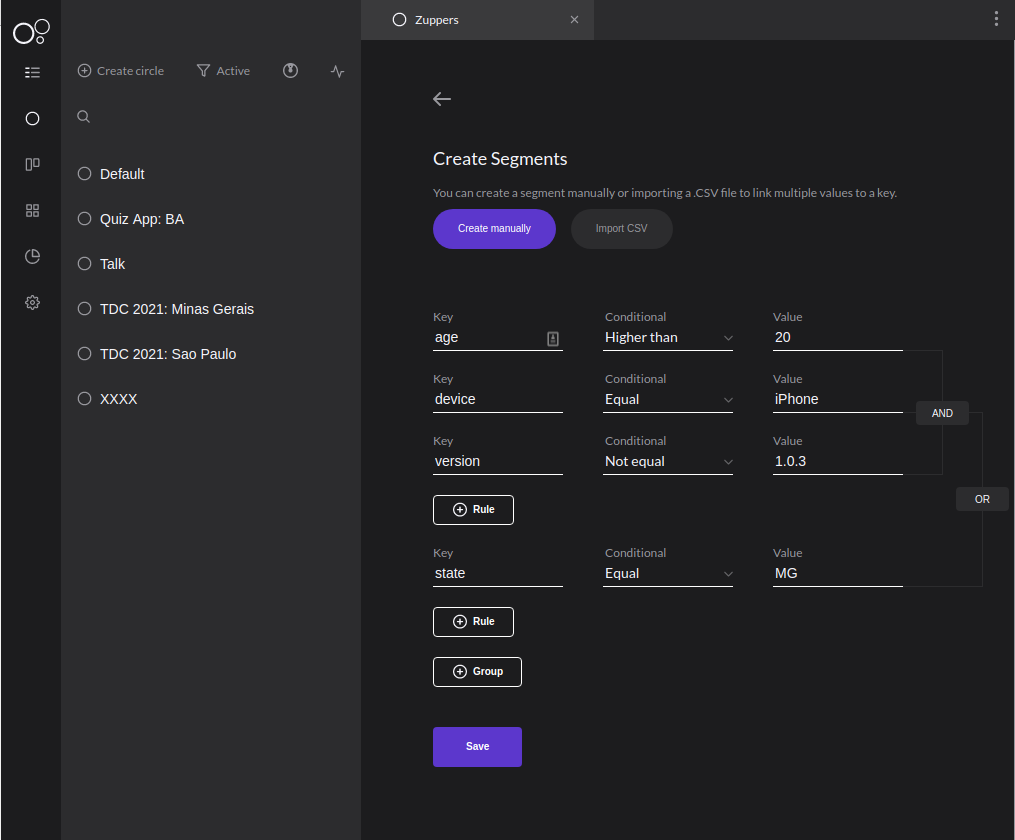 Zuppers
Create circle
Active
Default
Quiz App: BA
Talk
TDC 2021: Minas Gerais
TDC 2021: Sao Paulo
XXXX
Create Segments
You can create a segment manually or importing a .CSV file to link multiple values to a key.
Create manually
Import CSV
Key Conditional Value
age Higher than 20
Key Conditional Value
device Equal iPhone
AND
Key Conditional Value
version Not equal 1.0.3
OR
Rule
Key Conditional Value
state Equal MG
Rule
Group
Save